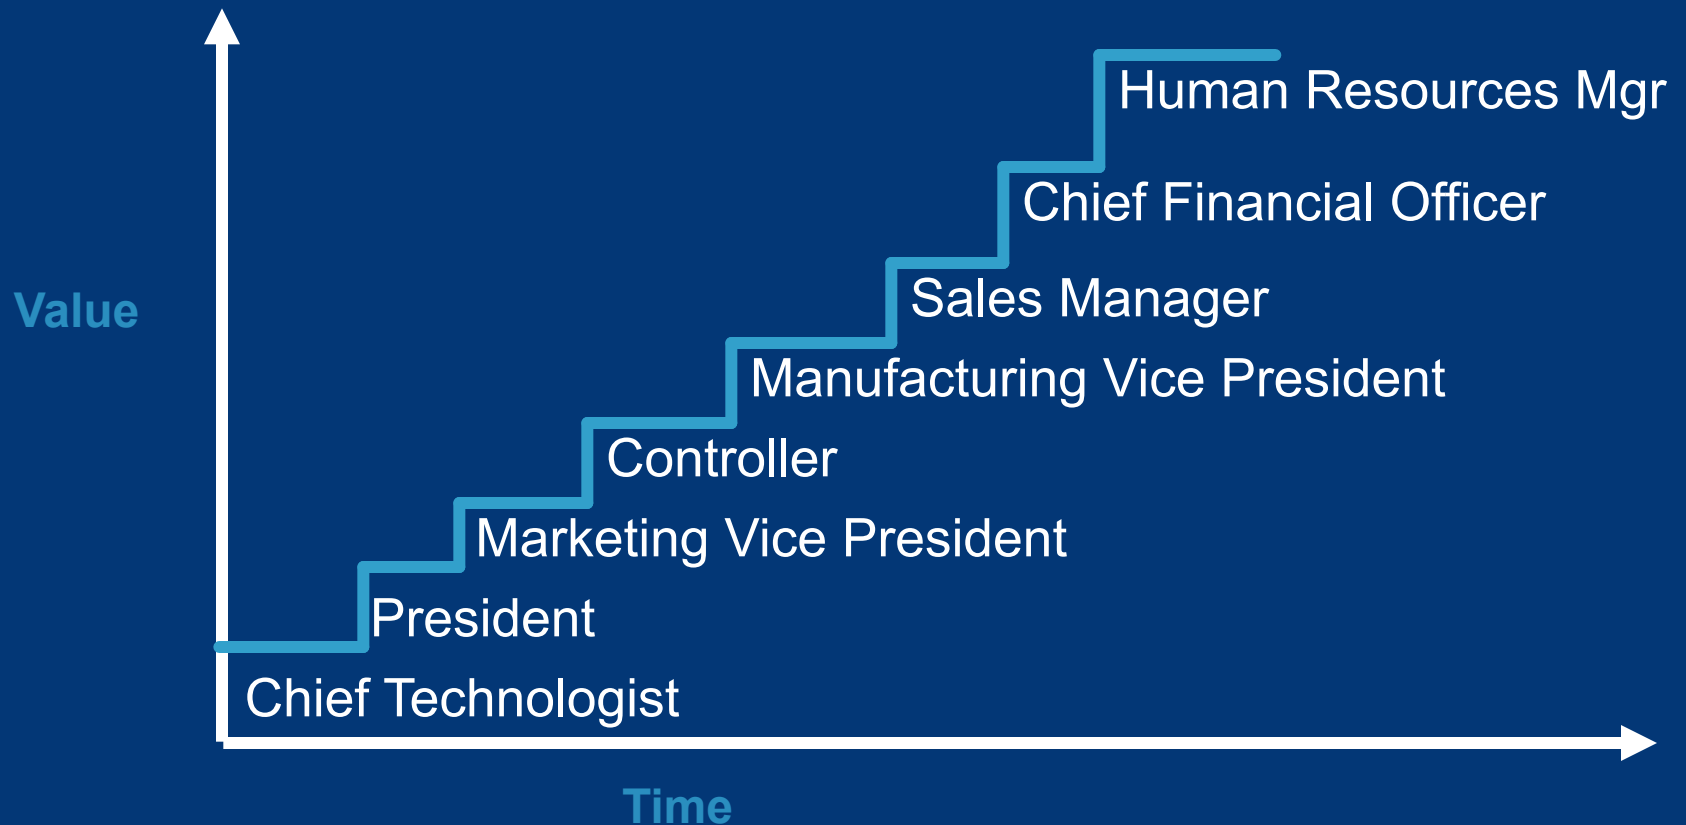 Human Resources Mgr
Chief Financial Officer
Sales Manager
Value
Manufacturing Vice President
Controller
Marketing Vice President
President
Chief Technologist
Time